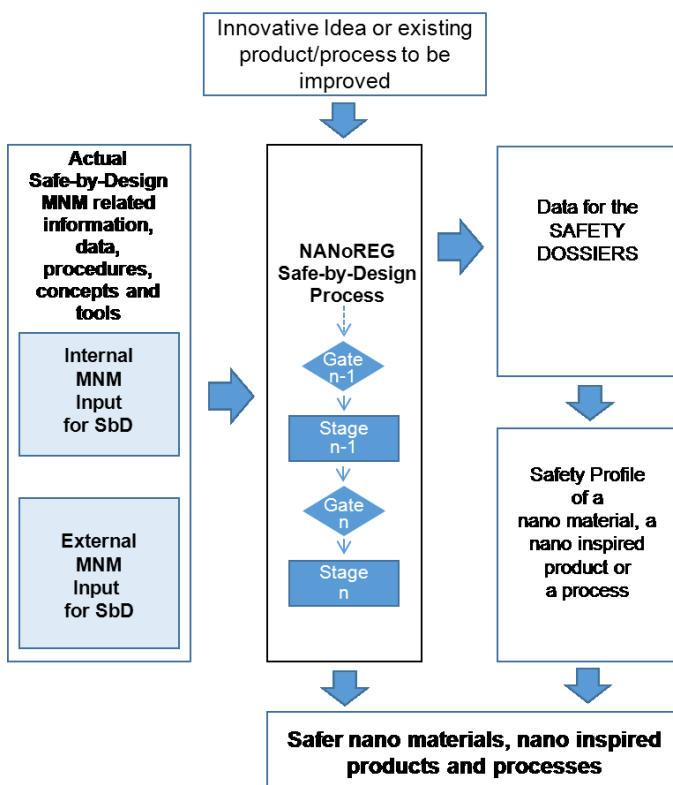 Innovative Idea or existing
product/process to be
improved
Actual
Safe-by-Design
MNM related
information,
data,
procedures,
concepts and
tools
Internal
MNM
Input
for SbD
External
MNM
Input
for SbD
NANoREG
Safe-by-Design
Process
Gate
n-1
Stage
n-1
Gate
n
Stage
n
Data for the
SAFETY
DOSSIERS
Safety Profile
of a
nano material, a
nano inspired
product or
a process
Safer nano materials, nano inspired
products and processes